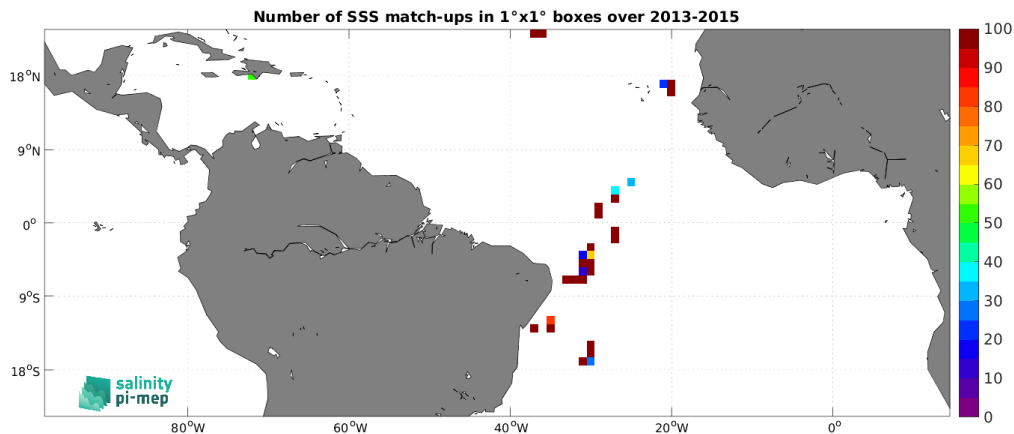 Number of SSS match-ups in 1°x1° boxes over 2013-2015
18°N
9°N
0°
9°S
18°S
80°W
60°W
40°W
20°W
0°
100
90
80
70
60
50
40
30
20
10
0
salinity
pi-mep